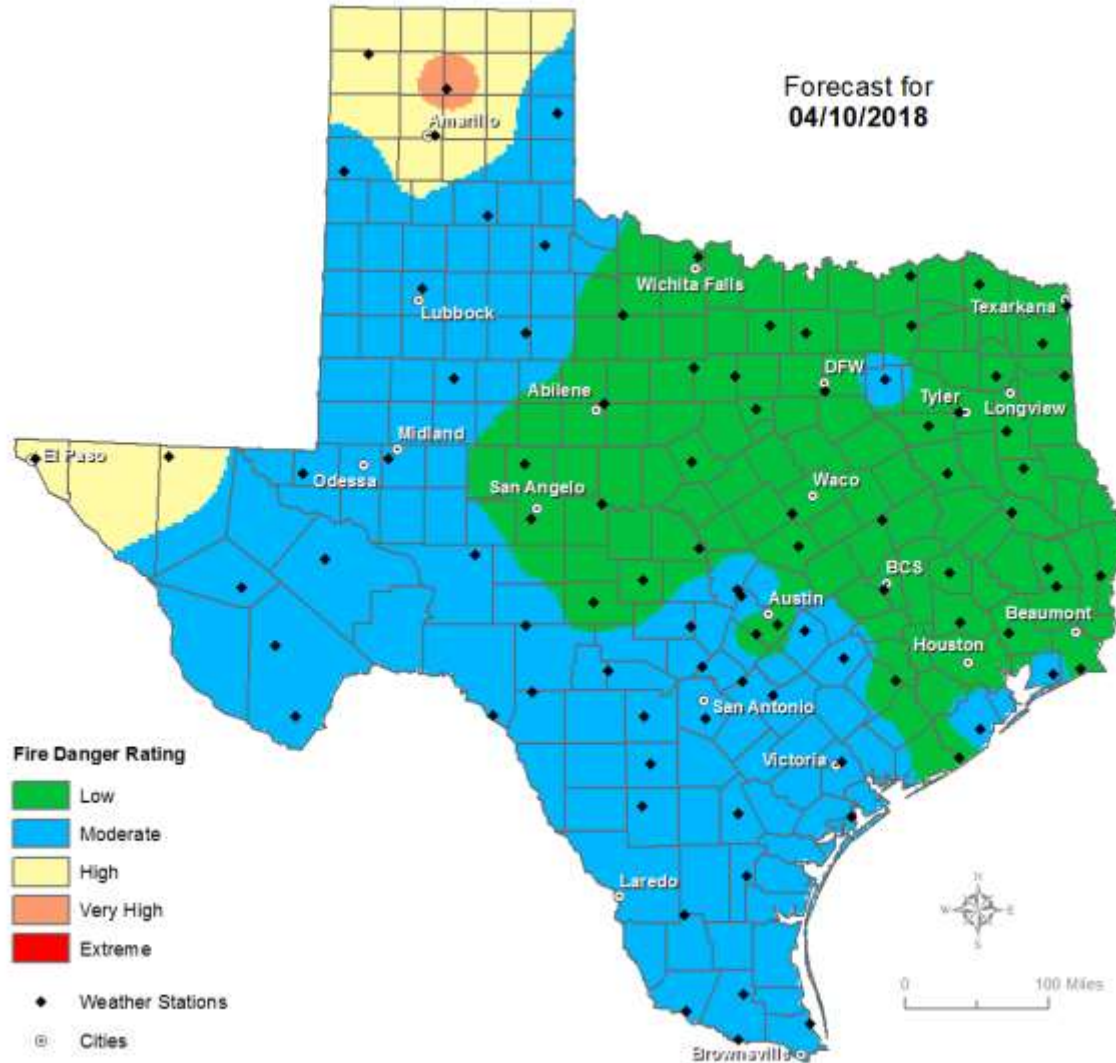 Forecast for
04/10/2018
Amarillo
Wichita Falls
Texarkana
Lubbock
DFW
Abilene
Tyler
Longview
Midland
El Paso
Odessa
Waco
San Angelo
BCS
Austin
Beaumont
Houston
San Antonio
Victoria
Laredo
Brownsville
Fire Danger Rating
Low
Moderate
High
Very High
Extreme
Weather Stations
Cities
N
W E
S
0 100 Miles